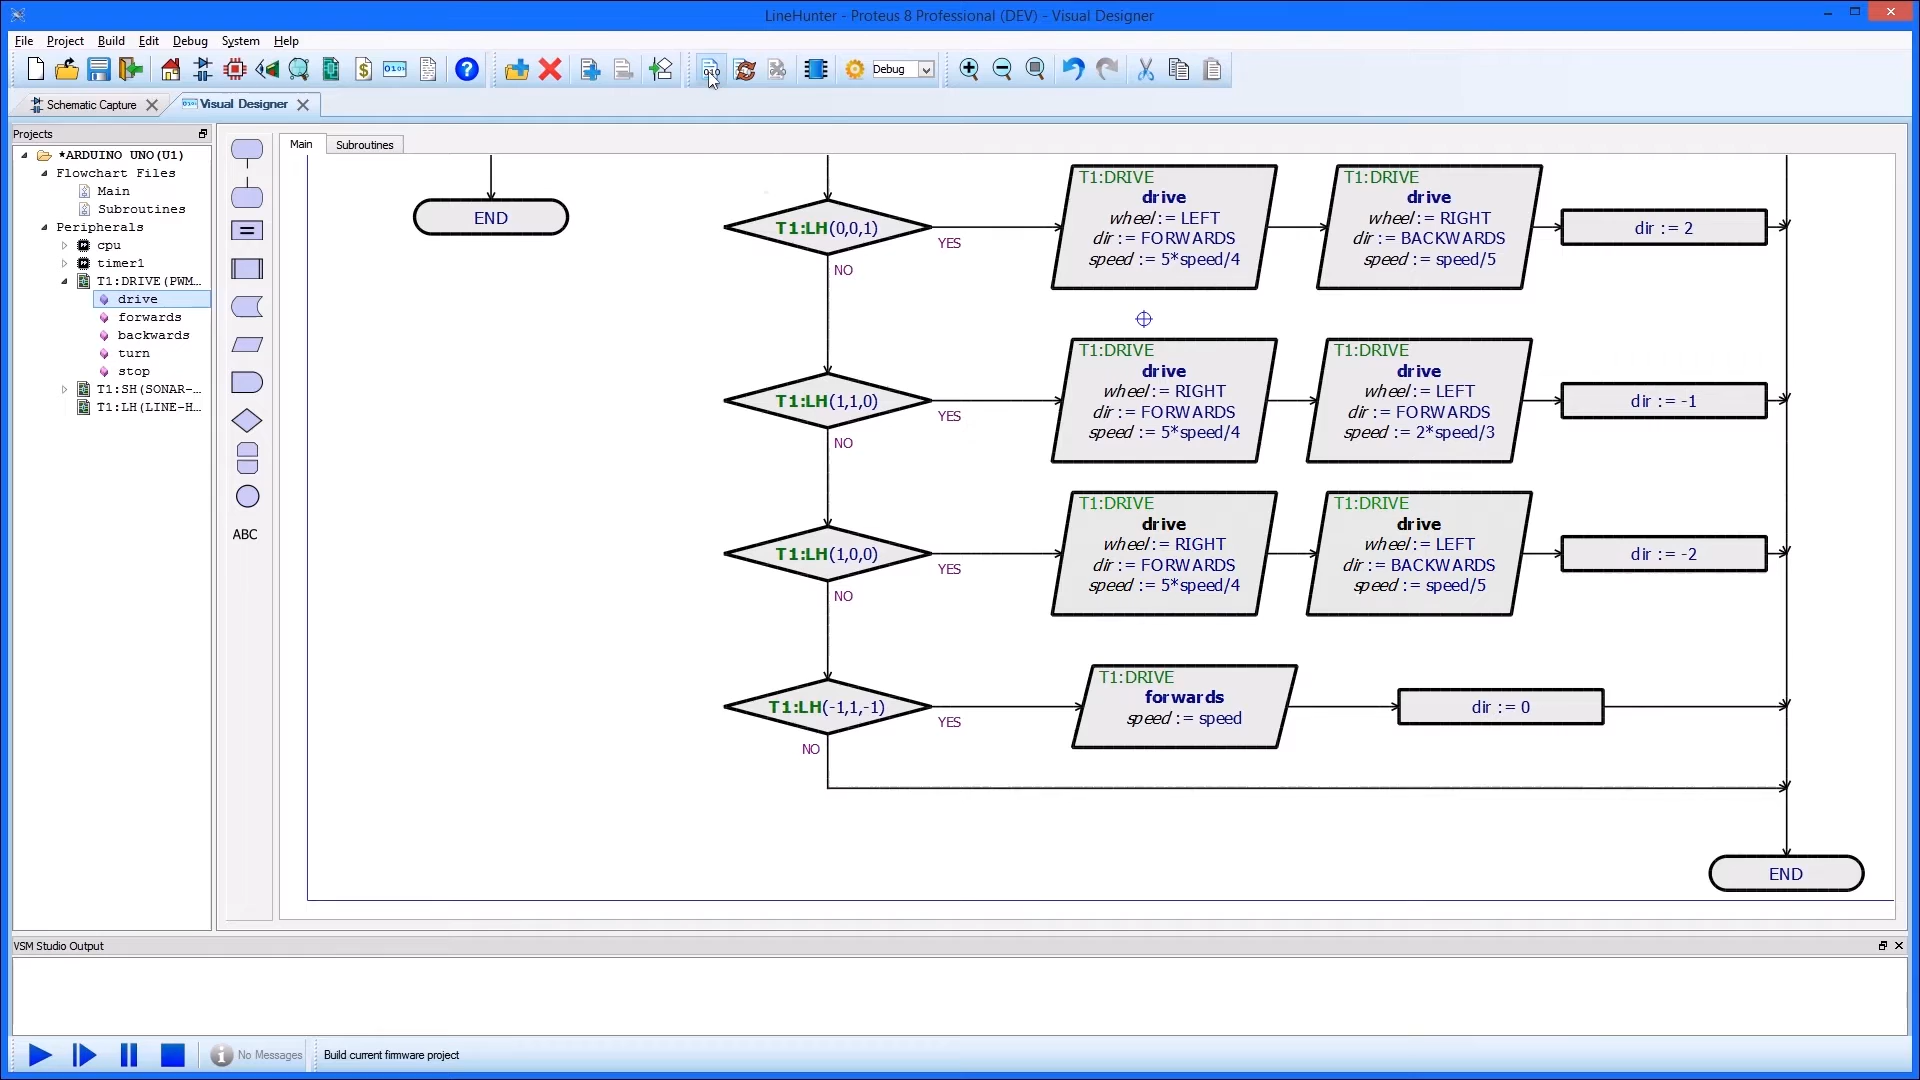 LineHunter - Proteus 8 Professional (DEV) - Visual Designer
File Project Build Edit Debug System Help
Debug
Schematic Capture
Visual Designer
Projects
*ARDUINO UNO(U1)
Flowchart Files
Main
Subroutines
Peripherals
cpu
timer1
T1:DRIVE(PWM...
drive
forwards
backwards
turn
stop
T1:SH(SONAR-...
T1:LH(LINE-H...
ABC
Main Subroutines
END
T1:LH(0,0,1)
YES
NO
T1:DRIVE
drive
wheel:= LEFT
dir := FORWARDS
speed := 5*speed/4
T1:DRIVE
drive
wheel:= RIGHT
dir := BACKWARDS
speed := speed/5
dir := 2
T1:LH(1,1,0)
YES
NO
T1:DRIVE
drive
wheel:= RIGHT
dir := FORWARDS
speed := 5*speed/4
T1:DRIVE
drive
wheel:= LEFT
dir := FORWARDS
speed := 2*speed/3
dir := -1
T1:LH(1,0,0)
YES
NO
T1:DRIVE
drive
wheel:= RIGHT
dir := FORWARDS
speed := 5*speed/4
T1:DRIVE
drive
wheel:= LEFT
dir := BACKWARDS
speed := speed/5
dir := -2
T1:LH(-1,1,-1)
YES
NO
T1:DRIVE
forwards
speed := speed
dir := 0
END
VSM Studio Output
No Messages
Build current firmware project